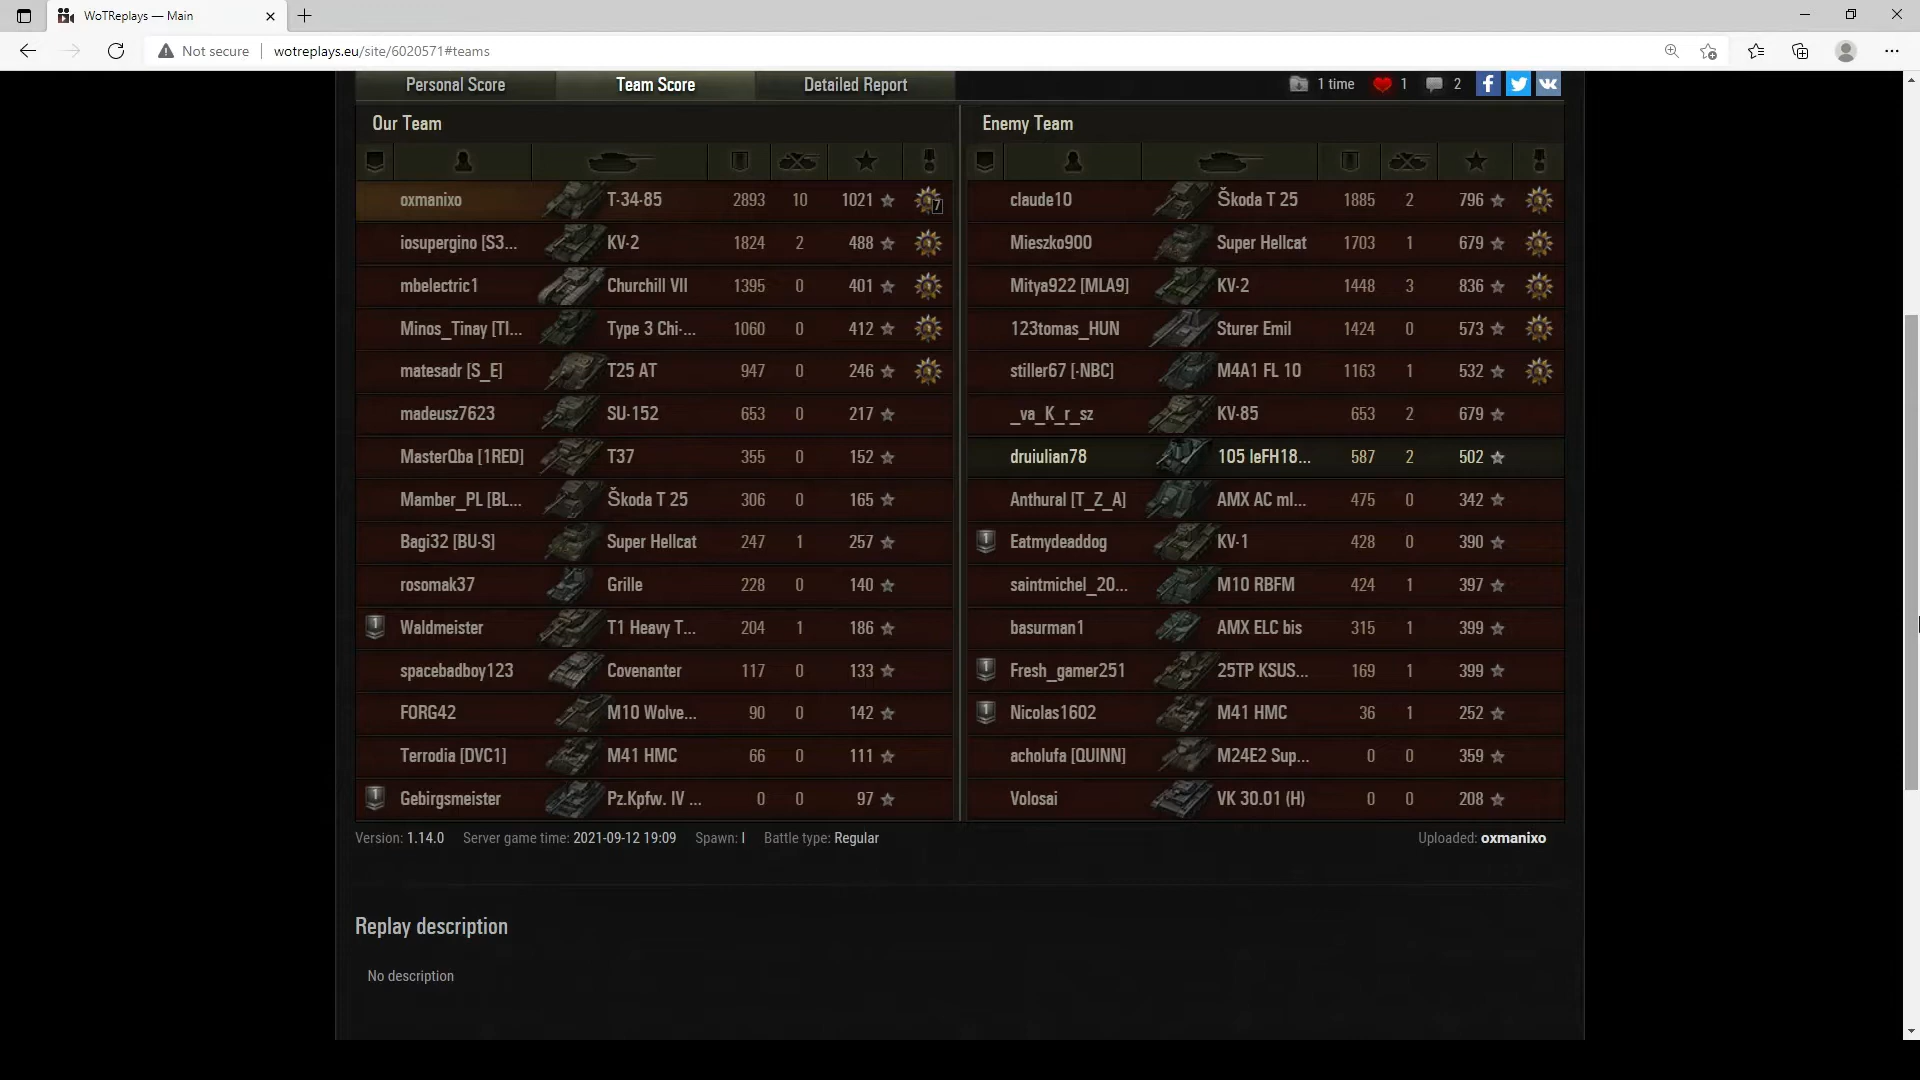 WoTReplays — Main
Not secure wotreplays.eu/site/6020571#teams
Personal Score Team Score Detailed Report 1 time 1 2
Our Team Enemy Team
oxmanixo T-34-85 2893 10 1021 7 claude10 Škoda T 25 1885 2 796
iosupergino [S3... KV-2 1824 2 488 Mieszko900 Super Hellcat 1703 1 679
mbelectric1 Churchill VII 1395 0 401 Mitya922 [MLA9] KV-2 1448 3 836
Minos_Tinay [TI... Type 3 Chi-... 1060 0 412 123tomas_HUN Sturer Emil 1424 0 573
matesadr [S_E] T25 AT 947 0 246 stiller67 [-NBC] M4A1 FL 10 1163 1 532
madeusz7623 SU-152 653 0 217 _va_K_r_sz KV-85 653 2 679
MasterQba [1RED] T37 355 0 152 druiulian78 105 leFH18... 587 2 502
Mamber_PL [BL... Škoda T 25 306 0 165 Anthural [T_Z_A] AMX AC ml... 475 0 342
Bagi32 [BU-S] Super Hellcat 247 1 257 1 Eatmydeaddog KV-1 428 0 390
rosomak37 Grille 228 0 140 saintmichel_20... M10 RBFM 424 1 397
1 Waldmeister T1 Heavy T... 204 1 186 basurman1 AMX ELC bis 315 1 399
spacebadboy123 Covenanter 117 0 133 1 Fresh_gamer251 25TP KSUS... 169 1 399
FORG42 M10 Wolve... 90 0 142 1 Nicolas1602 M41 HMC 36 1 252
Terrodia [DVC1] M41 HMC 66 0 111 acholufa [QUINN] M24E2 Sup... 0 0 359
1 Gebirgsmeister Pz.Kpfw. IV ... 0 0 97 Volosai VK 30.01 (H) 0 0 208
Version: 1.14.0 Server game time: 2021-09-12 19:09 Spawn: I Battle type: Regular Uploaded: oxmanixo
Replay description
No description